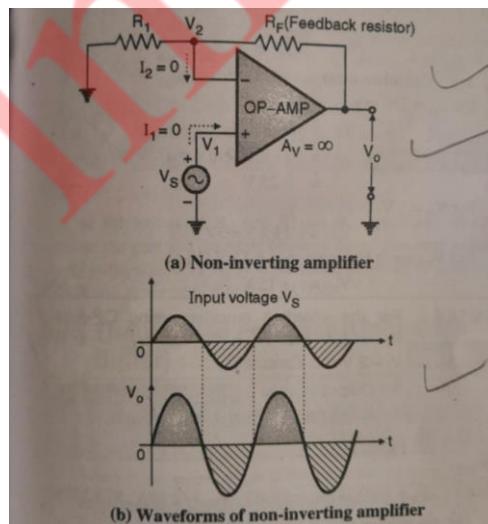 R1 V2 RF(Feedback resistor)
I2 = 0
−
OP–AMP
I1 = 0
+
V1
AV = ∞
Vo
+
VS
−
(a) Non-inverting amplifier
Input voltage VS
0 t
Vo
0 t
(b) Waveforms of non-inverting amplifier